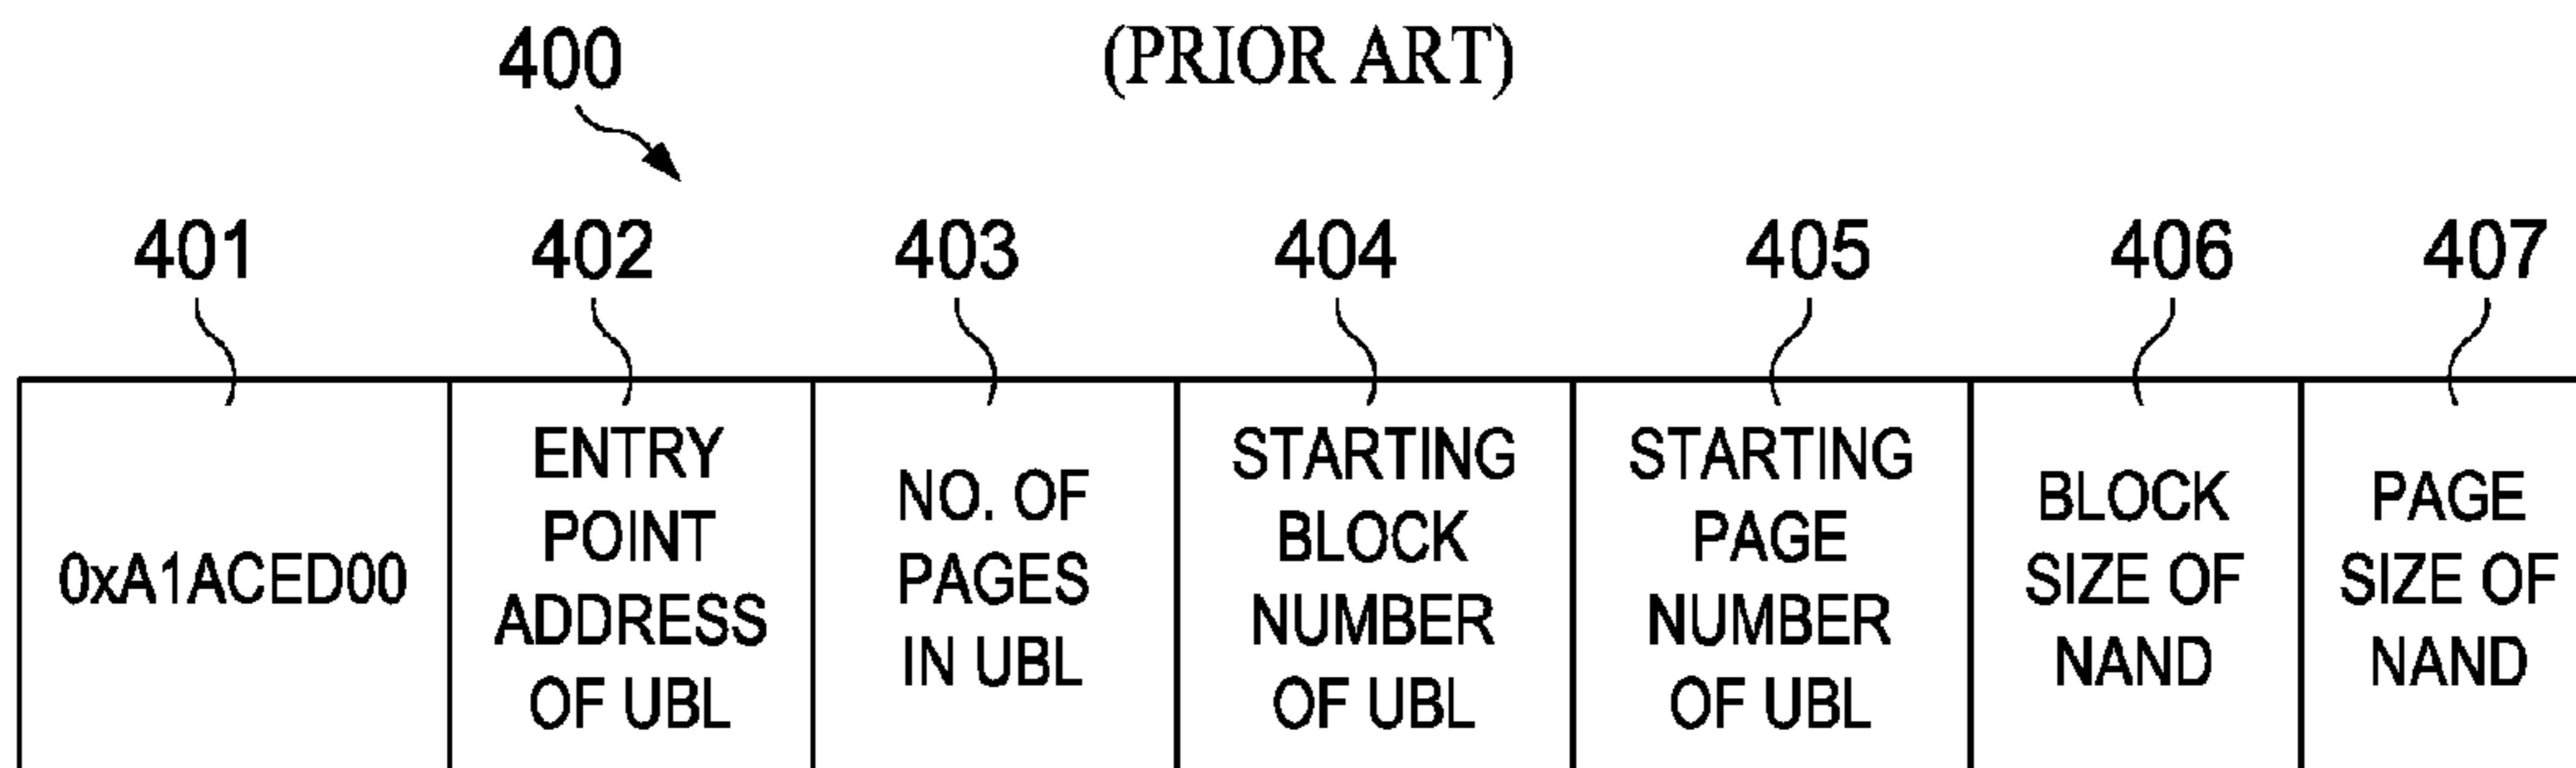 (PRIOR ART)
400
401
402
403
404
405
406
407
0xA1ACED00
ENTRY
POINT
ADDRESS
OF UBL
NO. OF
PAGES
IN UBL
STARTING
BLOCK
NUMBER
OF UBL
STARTING
PAGE
NUMBER
OF UBL
BLOCK
SIZE OF
NAND
PAGE
SIZE OF
NAND